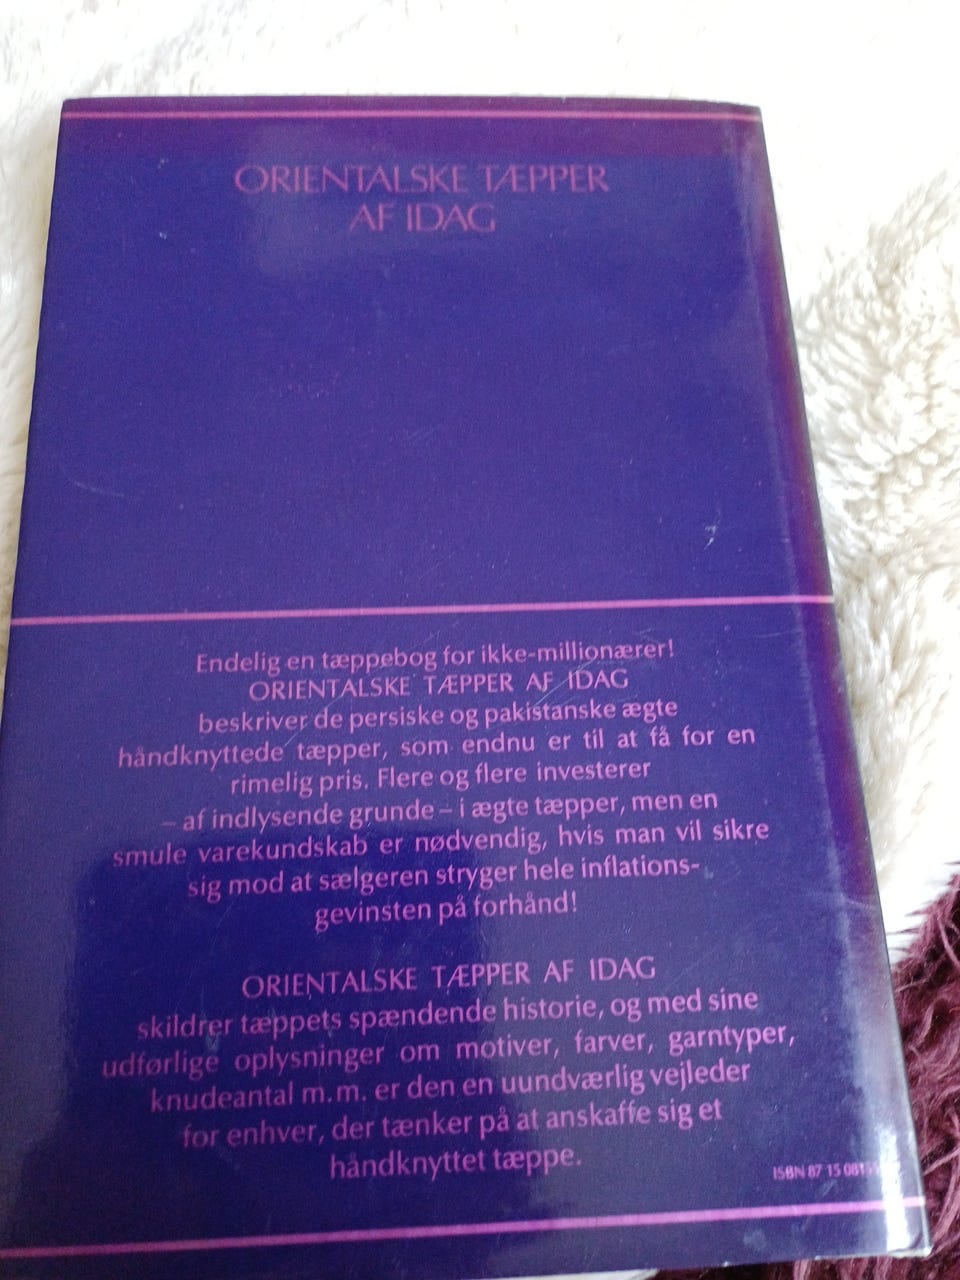 ORIENTALSKE TÆPPER
AF IDAG
Endelig en tæppebog for ikke-millionærer!
ORIENTALSKE TÆPPER AF IDAG
beskriver de persiske og pakistanske ægte
håndknyttede tæpper, som endnu er til at få for en
rimelig pris. Flere og flere investerer
– af indlysende grunde – i ægte tæpper, men en
smule varekundskab er nødvendig, hvis man vil sikre
sig mod at sælgeren stryger hele inflations-
gevinsten på forhånd!
ORIENTALSKE TÆPPER AF IDAG
skildrer tæppets spændende historie, og med sine
udførlige oplysninger om motiver, farver, garntyper,
knudeantal m.m. er den en uundværlig vejleder
for enhver, der tænker på at anskaffe sig et
håndknyttet tæppe.
ISBN 87 15